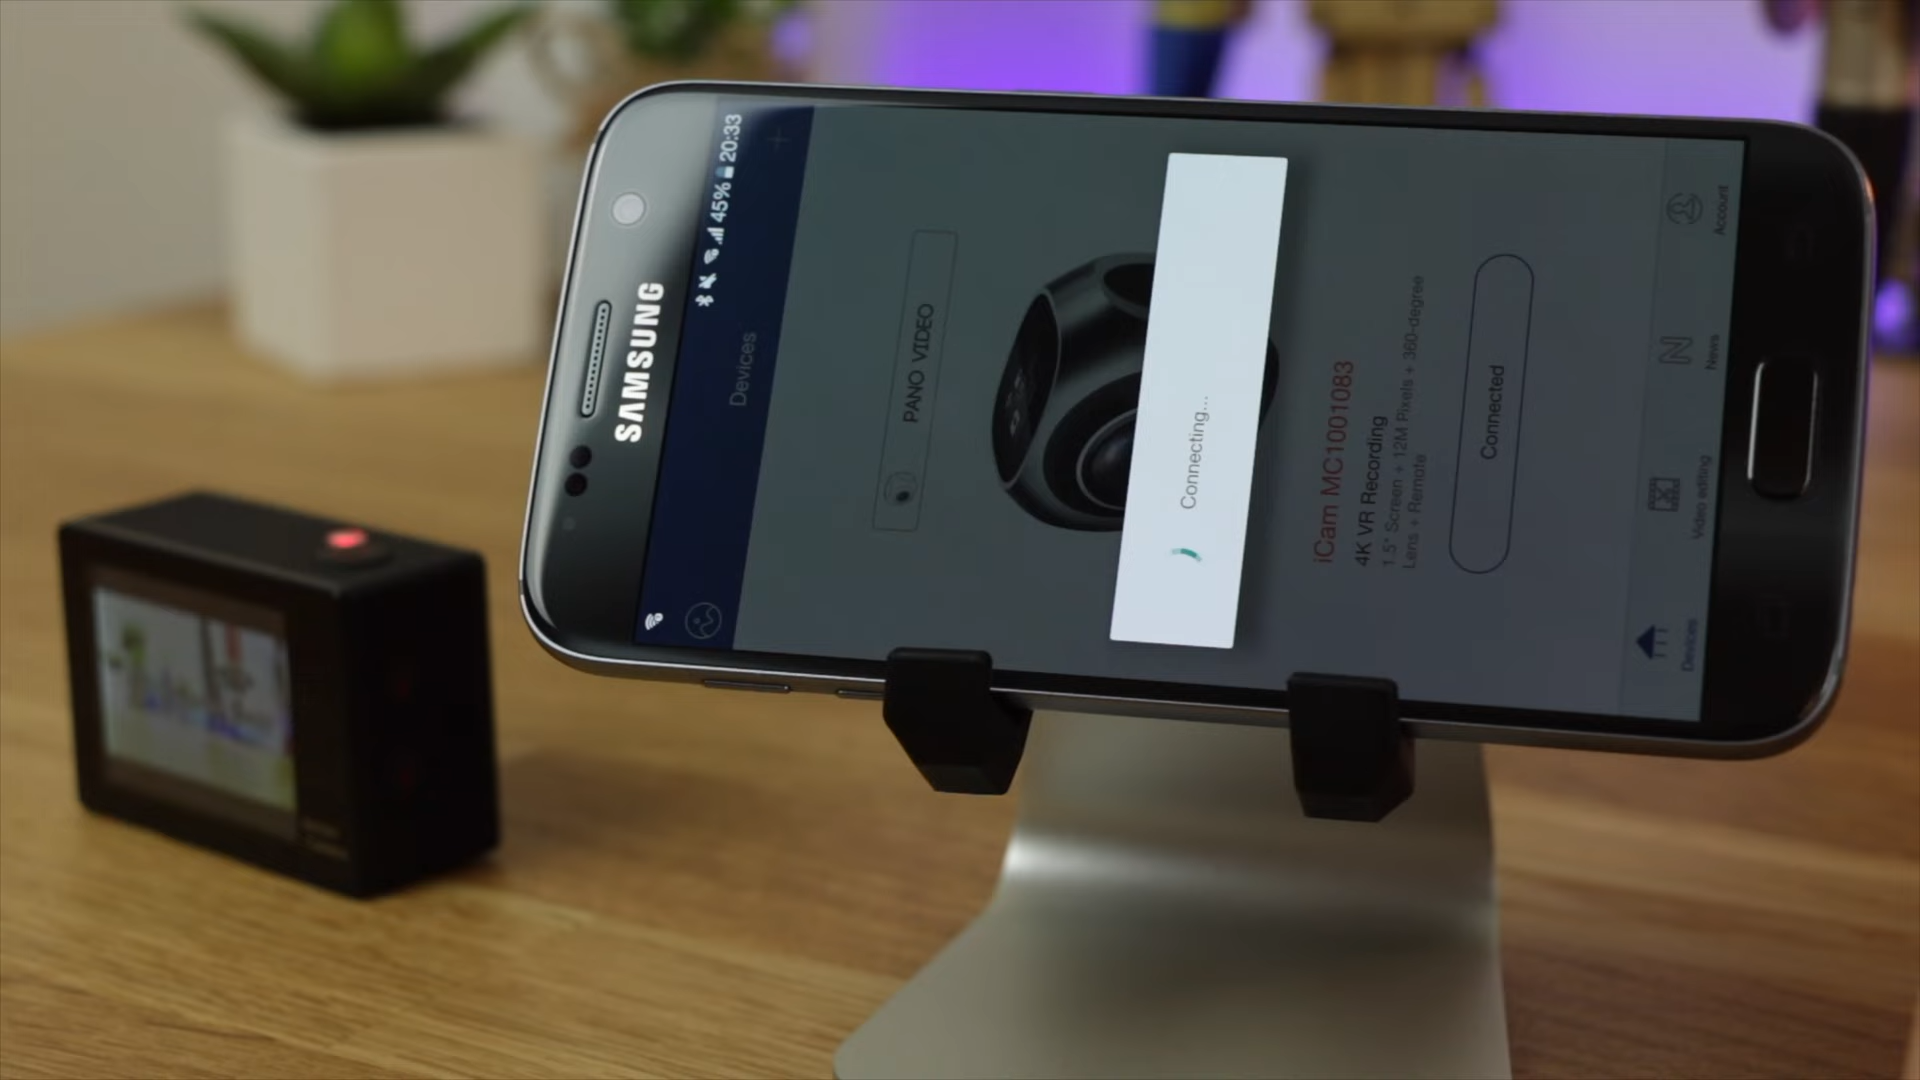 SAMSUNG
45% 20:33
Devices
PANO VIDEO
Connecting...
iCam MC1001083
4K VR Recording
1.5" Screen + 12M Pixels + 360-degree
Lens + Remote
Connected
Devices
Video editing
News
Account